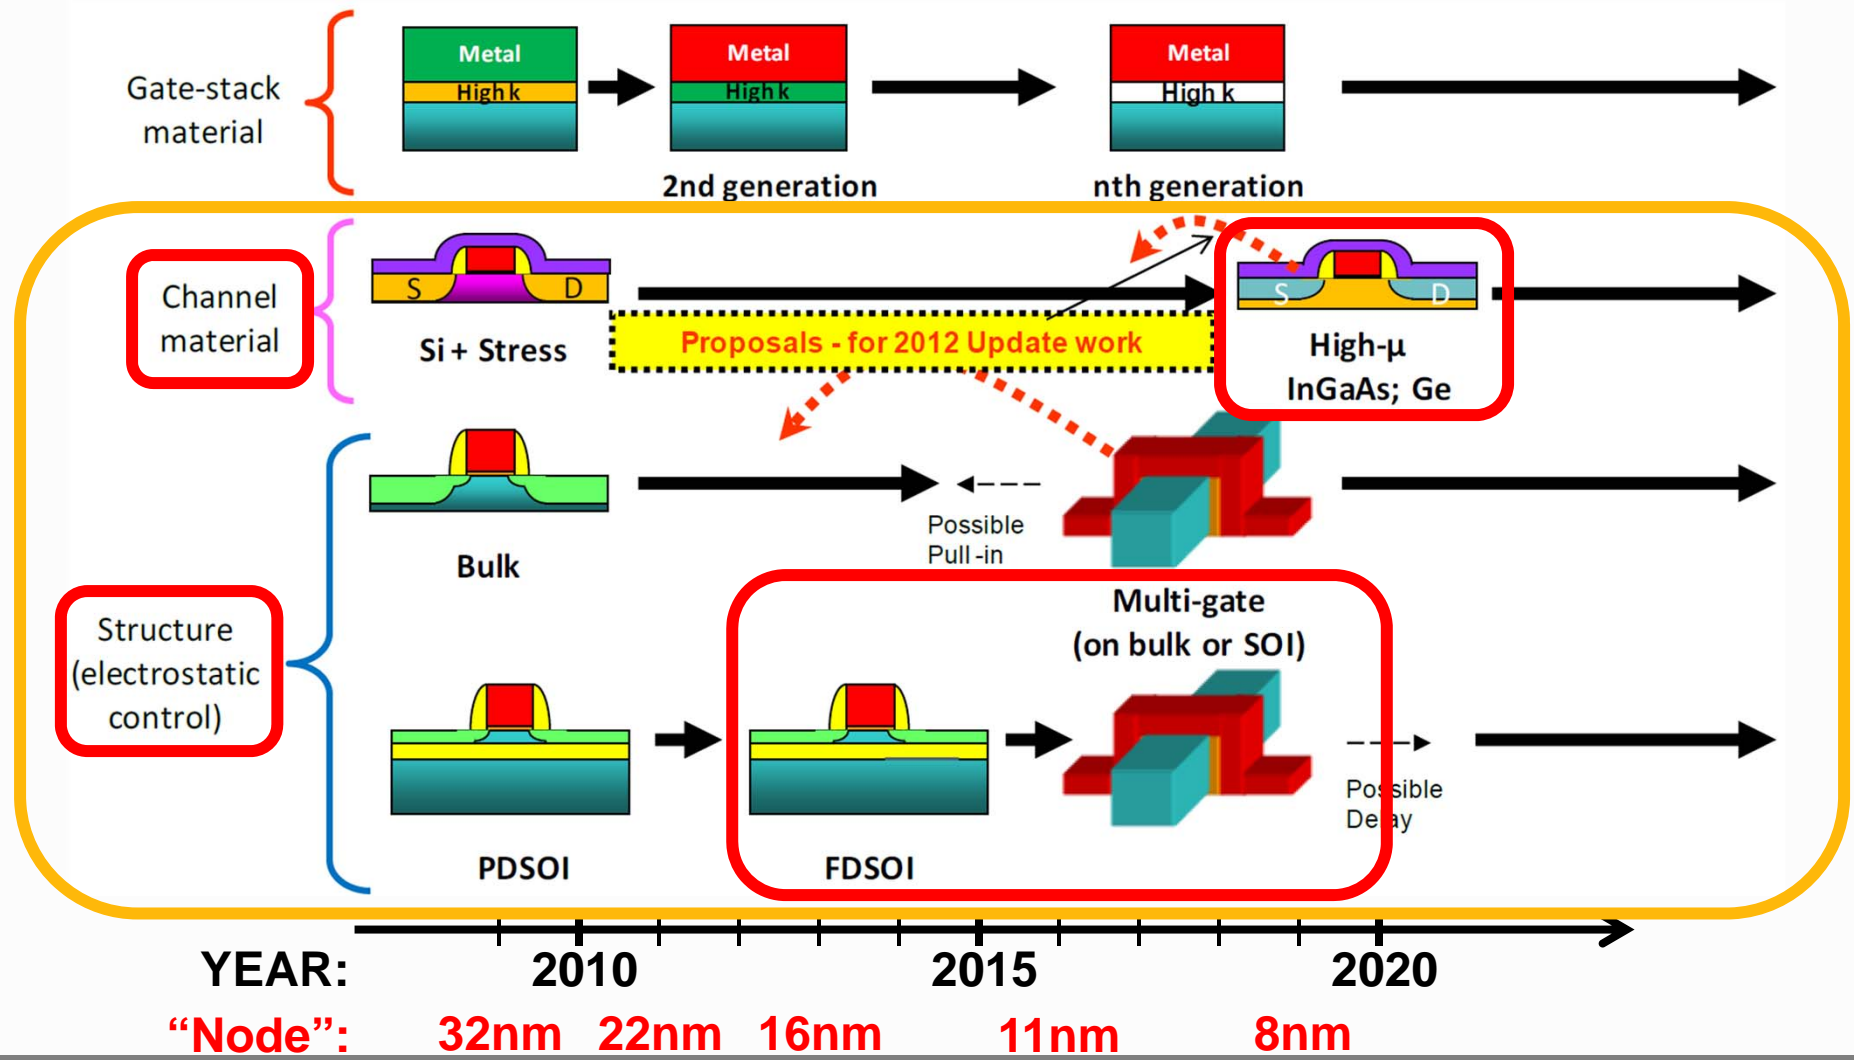 Gate-stack
material
Metal
High k
Metal
High k
2nd generation
Metal
High k
nth generation
Channel
material
S
D
Si + Stress
Proposals - for 2012 Update work
S
D
High-μ
InGaAs; Ge
Structure
(electrostatic
control)
Bulk
Possible
Pull-in
Multi-gate
(on bulk or SOI)
PDSOI
FDSOI
Possible
Delay
YEAR: 2010 2015 2020
“Node”: 32nm 22nm 16nm 11nm 8nm